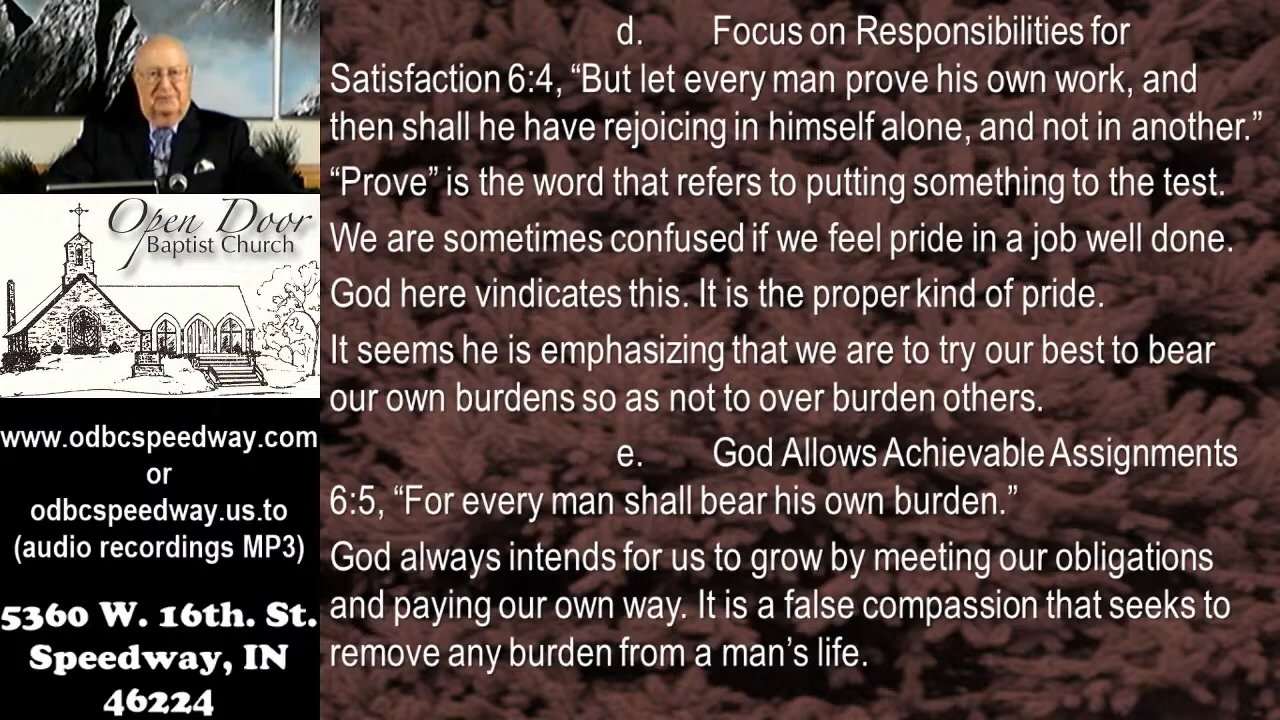 d. Focus on Responsibilities for
Satisfaction 6:4, “But let every man prove his own work, and
then shall he have rejoicing in himself alone, and not in another.”
“Prove” is the word that refers to putting something to the test.
We are sometimes confused if we feel pride in a job well done.
God here vindicates this. It is the proper kind of pride.
It seems he is emphasizing that we are to try our best to bear
our own burdens so as not to over burden others.
e. God Allows Achievable Assignments
6:5, “For every man shall bear his own burden.”
God always intends for us to grow by meeting our obligations
and paying our own way. It is a false compassion that seeks to
remove any burden from a man’s life.
Open Door
Baptist Church
www.odbcspeedway.com
or
odbcspeedway.us.to
(audio recordings MP3)
5360 W. 16th. St.
Speedway, IN
46224